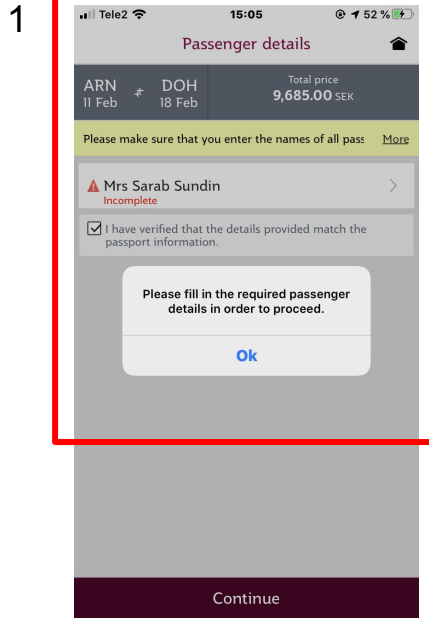 1
Tele2 15:05 52 %
Passenger details
ARN DOH Total price
11 Feb 18 Feb 9,685.00 SEK
Please make sure that you enter the names of all pass More
Mrs Sarab Sundin
Incomplete
I have verified that the details provided match the
passport information.
Please fill in the required passenger
details in order to proceed.
Ok
Continue